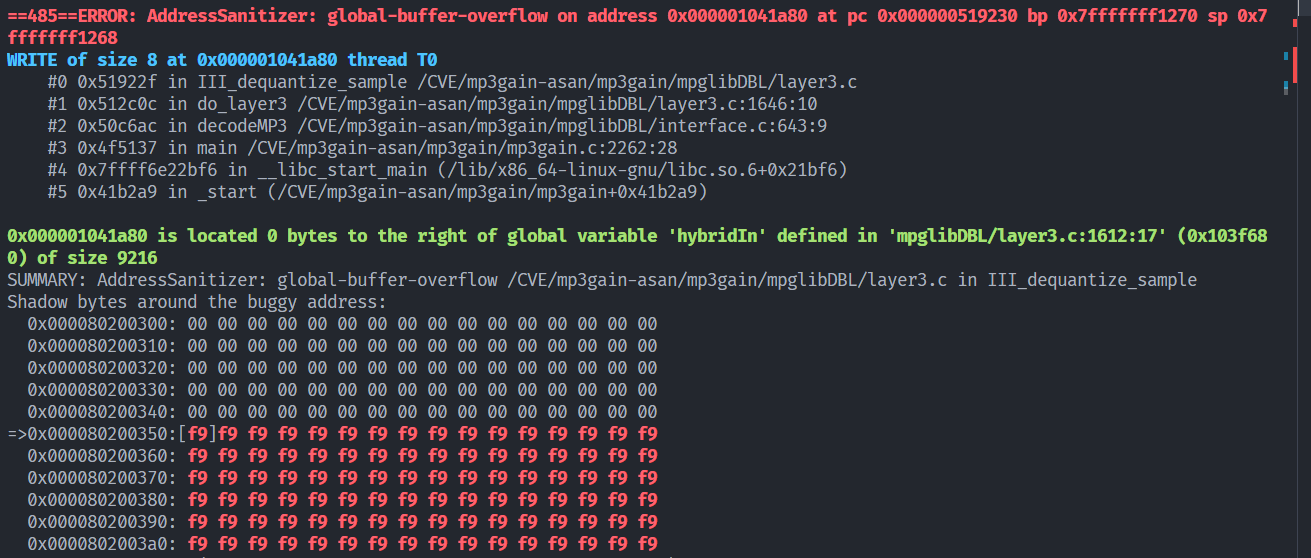 ==485==ERROR: AddressSanitizer: global-buffer-overflow on address 0x000001041a80 at pc 0x000000519230 bp 0x7fffffff1270 sp 0x7
fffffff1268
WRITE of size 8 at 0x000001041a80 thread T0
#0 0x51922f in III_dequantize_sample /CVE/mp3gain-asan/mp3gain/mpglibDBL/layer3.c
#1 0x512c0c in do_layer3 /CVE/mp3gain-asan/mp3gain/mpglibDBL/layer3.c:1646:10
#2 0x50c6ac in decodeMP3 /CVE/mp3gain-asan/mp3gain/mpglibDBL/interface.c:643:9
#3 0x4f5137 in main /CVE/mp3gain-asan/mp3gain/mp3gain.c:2262:28
#4 0x7ffff6e22bf6 in __libc_start_main (/lib/x86_64-linux-gnu/libc.so.6+0x21bf6)
#5 0x41b2a9 in _start (/CVE/mp3gain-asan/mp3gain/mp3gain+0x41b2a9)
0x000001041a80 is located 0 bytes to the right of global variable 'hybridIn' defined in 'mpglibDBL/layer3.c:1612:17' (0x103f68
0) of size 9216
SUMMARY: AddressSanitizer: global-buffer-overflow /CVE/mp3gain-asan/mp3gain/mpglibDBL/layer3.c in III_dequantize_sample
Shadow bytes around the buggy address:
0x000080200300: 00 00 00 00 00 00 00 00 00 00 00 00 00 00 00 00
0x000080200310: 00 00 00 00 00 00 00 00 00 00 00 00 00 00 00 00
0x000080200320: 00 00 00 00 00 00 00 00 00 00 00 00 00 00 00 00
0x000080200330: 00 00 00 00 00 00 00 00 00 00 00 00 00 00 00 00
0x000080200340: 00 00 00 00 00 00 00 00 00 00 00 00 00 00 00 00
=>0x000080200350:[f9]f9 f9 f9 f9 f9 f9 f9 f9 f9 f9 f9 f9 f9 f9 f9
0x000080200360: f9 f9 f9 f9 f9 f9 f9 f9 f9 f9 f9 f9 f9 f9 f9 f9
0x000080200370: f9 f9 f9 f9 f9 f9 f9 f9 f9 f9 f9 f9 f9 f9 f9 f9
0x000080200380: f9 f9 f9 f9 f9 f9 f9 f9 f9 f9 f9 f9 f9 f9 f9 f9
0x000080200390: f9 f9 f9 f9 f9 f9 f9 f9 f9 f9 f9 f9 f9 f9 f9 f9
0x0000802003a0: f9 f9 f9 f9 f9 f9 f9 f9 f9 f9 f9 f9 f9 f9 f9 f9